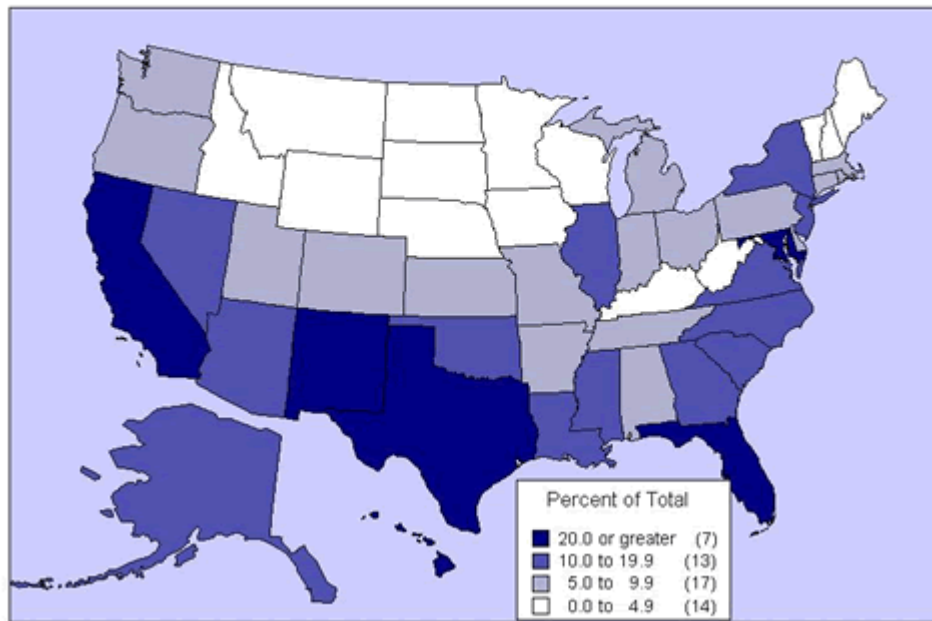 Percent of Total
20.0 or greater (7)
10.0 to 19.9 (13)
5.0 to 9.9 (17)
0.0 to 4.9 (14)